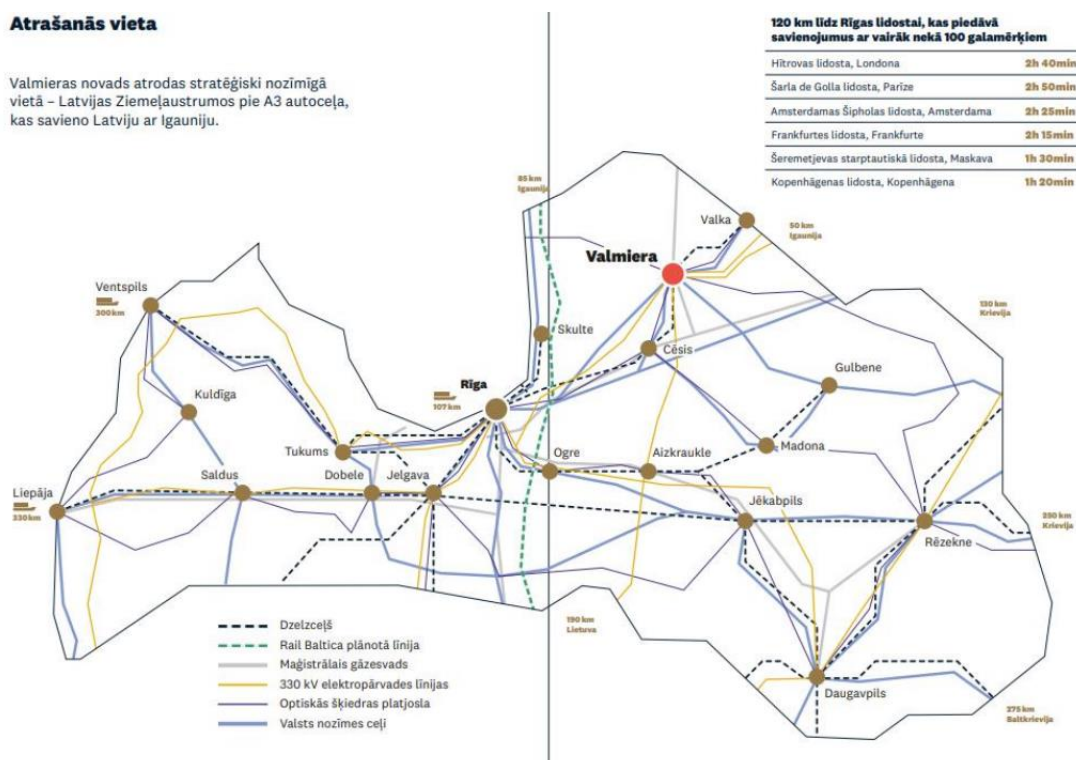 Atrašanās vieta
Valmieras novads atrodas stratēģiski nozīmīgā
vietā – Latvijas Ziemeļaustrumos pie A3 autoceļa,
kas savieno Latviju ar Igauniju.
120 km līdz Rīgas lidostai, kas piedāvā
savienojumus ar vairāk nekā 100 galamērķiem
Hītrovas lidosta, Londona 2h 40min
Šarla de Golla lidosta, Parīze 2h 50min
Amsterdamas Šipholas lidosta, Amsterdama 2h 25min
Frankfurtes lidosta, Frankfurte 2h 15min
Šeremetjevas starptautiskā lidosta, Maskava 1h 30min
Kopenhāgenas lidosta, Kopenhāgena 1h 20min
85 km
Igaunija
Valka
50 km
Igaunija
Valmiera
Ventspils
300 km
130 km
Krievija
Skulte
Cēsis
Gulbene
Rīga
107 km
Kuldīga
Tukums
Ogre
Aizkraukle
Madona
Liepāja
330 km
Saldus
Dobele
Jelgava
Jēkabpils
Rēzekne
250 km
Krievija
190 km
Lietuva
Daugavpils
275 km
Baltkrievija
Dzelzceļš
Rail Baltica plānotā līnija
Maģistrālais gāzesvads
330 kV elektropārvades līnijas
Optiskās šķiedras platjosla
Valsts nozīmes ceļi